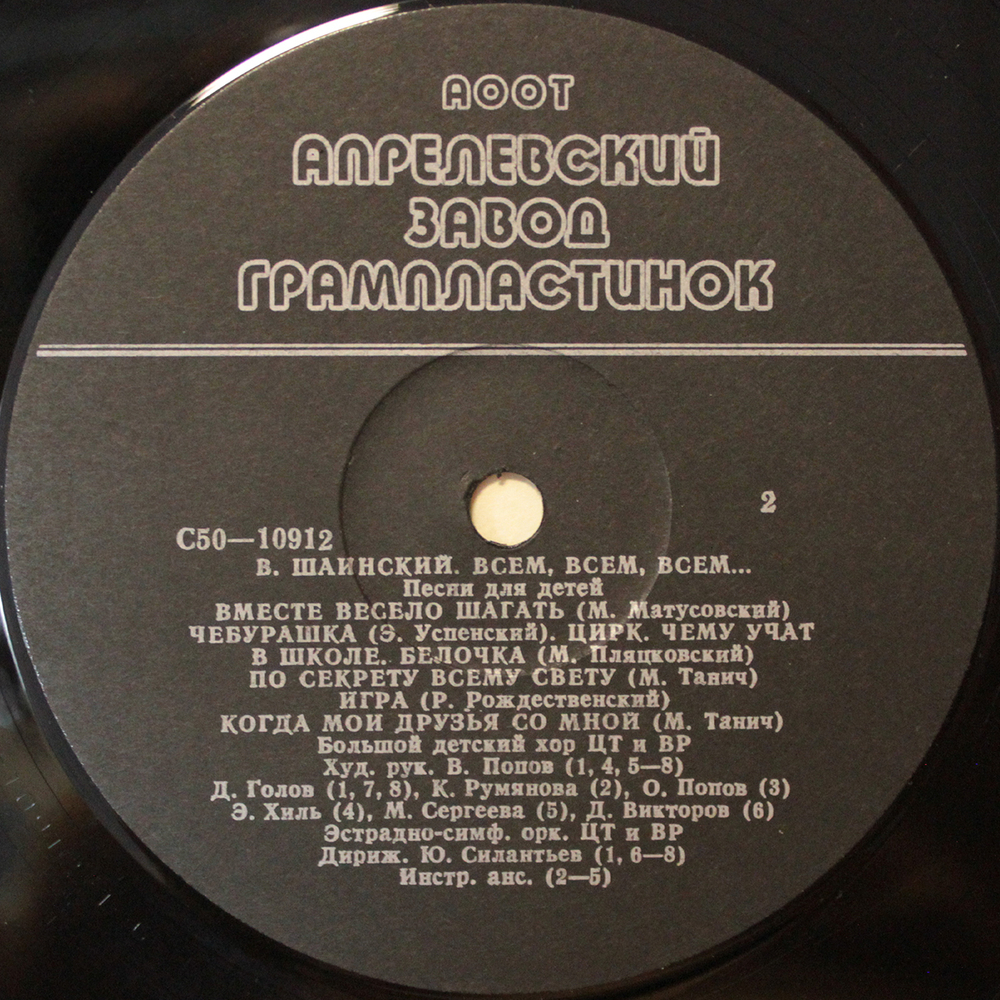 АООТ
АПРЕЛЕВСКИЙ
ЗАВОД
ГРАМПЛАСТИНОК
2
С50—10912
В. ШАИНСКИЙ. ВСЕМ, ВСЕМ, ВСЕМ...
Песни для детей
ВМЕСТЕ ВЕСЕЛО ШАГАТЬ (М. Матусовский)
ЧЕБУРАШКА (Э. Успенский). ЦИРК. ЧЕМУ УЧАТ
В ШКОЛЕ. БЕЛОЧКА (М. Пляцковский)
ПО СЕКРЕТУ ВСЕМУ СВЕТУ (М. Танич)
ИГРА (Р. Рождественский)
КОГДА МОИ ДРУЗЬЯ СО МНОЙ (М. Танич)
Большой детский хор ЦТ и ВР
Худ. рук. В. Попов (1, 4, 5—8)
Д. Голов (1, 7, 8), К. Румянова (2), О. Попов (3)
Э. Хиль (4), М. Сергеева (5), Д. Викторов (6)
Эстрадно-симф. орк. ЦТ и ВР
Дириж. Ю. Силантьев (1, 6—8)
Инстр. анс. (2—5)